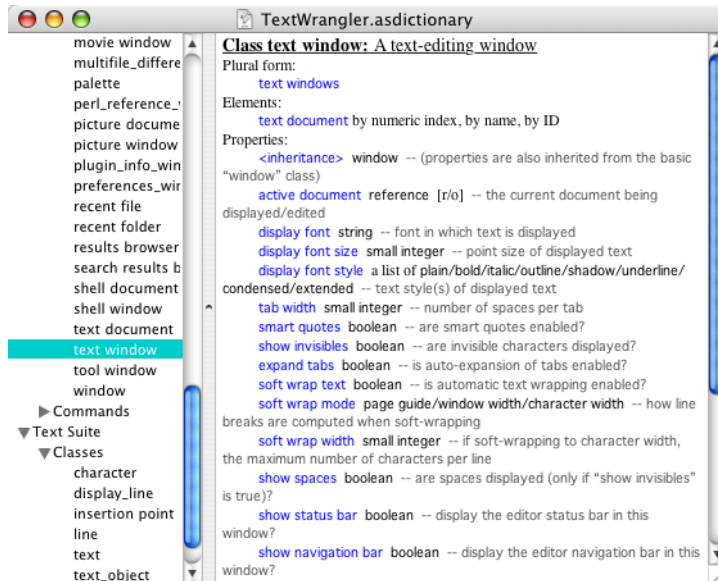 TextWrangler.asdictionary
movie window
multifile_differe
palette
perl_reference_
picture docume
picture window
plugin_info_win
preferences_wir
recent file
recent folder
results browser
search results b
shell document
shell window
text document
text window
tool window
window
Commands
Text Suite
Classes
character
display_line
insertion point
line
text
text_object
Class text window: A text-editing window
Plural form:
text windows
Elements:
text document by numeric index, by name, by ID
Properties:
<inheritance> window -- (properties are also inherited from the basic
“window” class)
active document reference [r/o] -- the current document being
displayed/edited
display font string -- font in which text is displayed
display font size small integer -- point size of displayed text
display font style a list of plain/bold/italic/outline/shadow/underline/
condensed/extended -- text style(s) of displayed text
tab width small integer -- number of spaces per tab
smart quotes boolean -- are smart quotes enabled?
show invisibles boolean -- are invisible characters displayed?
expand tabs boolean -- is auto-expansion of tabs enabled?
soft wrap text boolean -- is automatic text wrapping enabled?
soft wrap mode page guide/window width/character width -- how line
breaks are computed when soft-wrapping
soft wrap width small integer -- if soft-wrapping to character width,
the maximum number of characters per line
show spaces boolean -- are spaces displayed (only if “show invisibles”
is true)?
show status bar boolean -- display the editor status bar in this
window?
show navigation bar boolean -- display the editor navigation bar in this
window?